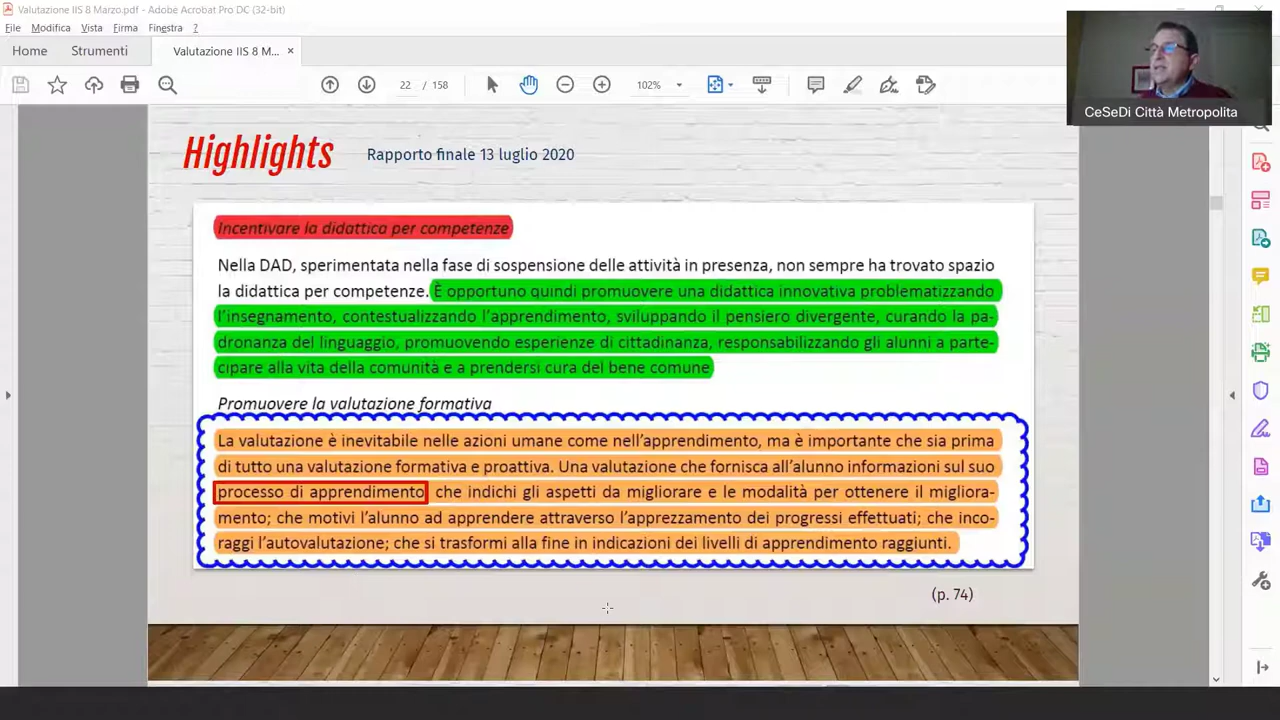 Valutazione IIS 8 Marzo.pdf - Adobe Acrobat Pro DC (32-bit)
File Modifica Vista Firma Finestra ?
Home Strumenti Valutazione IIS 8 M... ×
22 / 158 102%
CeSeDi Città Metropolita
Highlights Rapporto finale 13 luglio 2020
Incentivare la didattica per competenze
Nella DAD, sperimentata nella fase di sospensione delle attività in presenza, non sempre ha trovato spazio
la didattica per competenze. È opportuno quindi promuovere una didattica innovativa problematizzando
l'insegnamento, contestualizzando l'apprendimento, sviluppando il pensiero divergente, curando la pa-
dronanza del linguaggio, promuovendo esperienze di cittadinanza, responsabilizzando gli alunni a parte-
cipare alla vita della comunità e a prendersi cura del bene comune
Promuovere la valutazione formativa
La valutazione è inevitabile nelle azioni umane come nell'apprendimento, ma è importante che sia prima
di tutto una valutazione formativa e proattiva. Una valutazione che fornisca all'alunno informazioni sul suo
processo di apprendimento che indichi gli aspetti da migliorare e le modalità per ottenere il migliora-
mento; che motivi l'alunno ad apprendere attraverso l'apprezzamento dei progressi effettuati; che inco-
raggi l'autovalutazione; che si trasformi alla fine in indicazioni dei livelli di apprendimento raggiunti.
(p. 74)